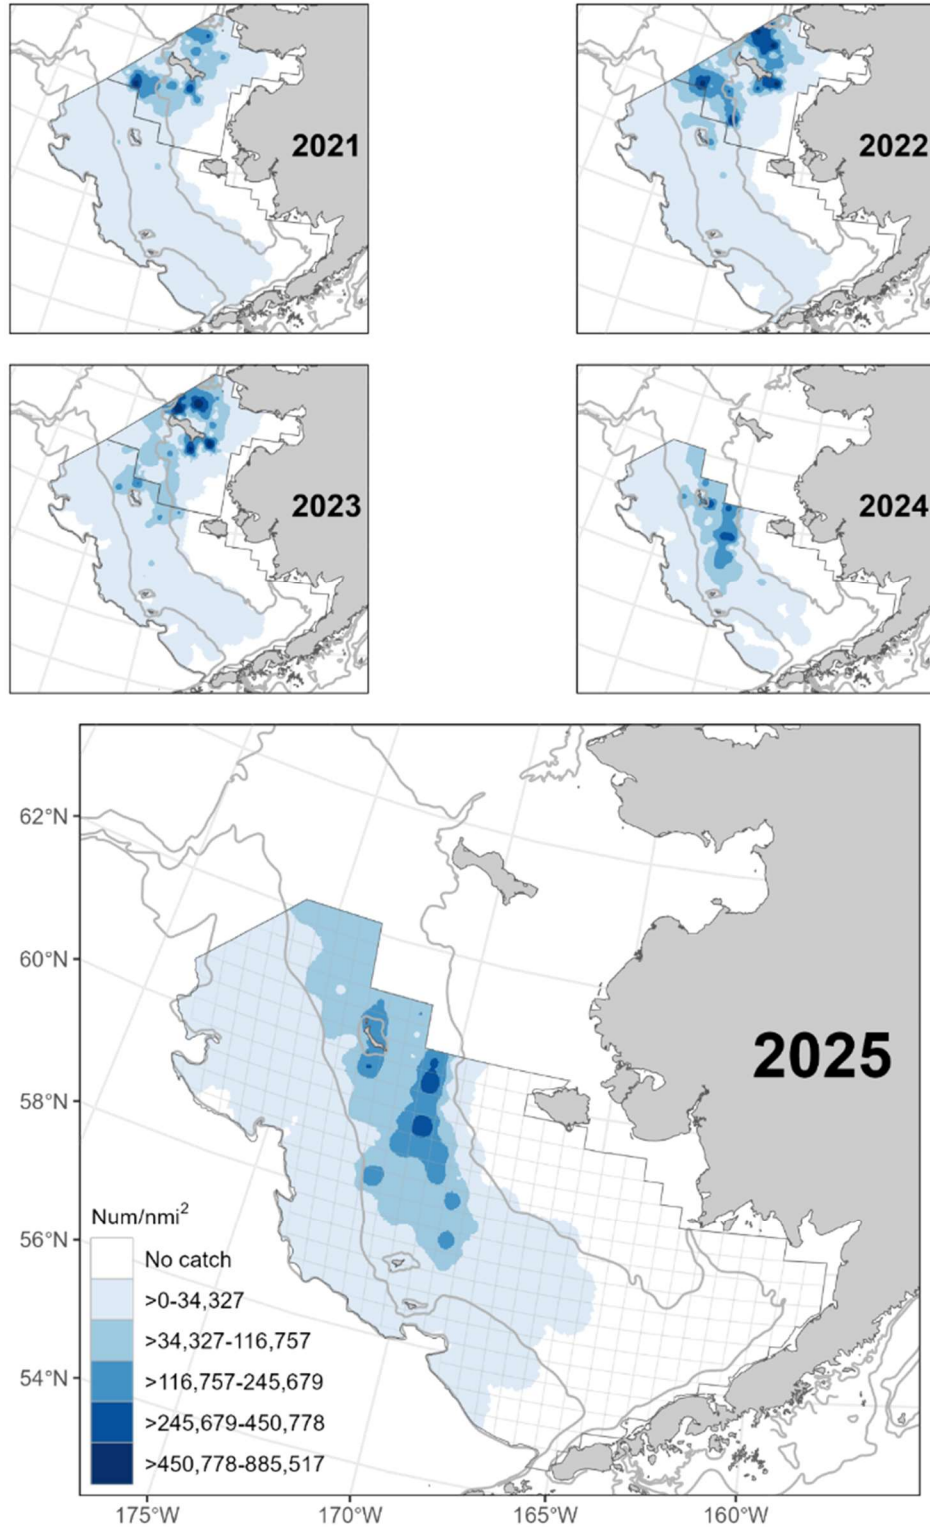 2021
2022
2023
2024
2025
62°N
60°N
58°N
56°N
54°N
Num/nmi²
No catch
>0-34,327
>34,327-116,757
>116,757-245,679
>245,679-450,778
>450,778-885,517
175°W
170°W
165°W
160°W